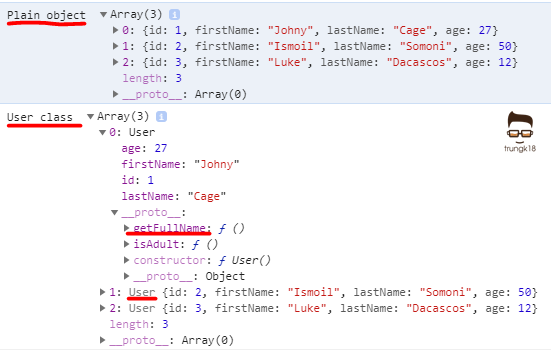 Plain object ▼Array(3) i
▶0: {id: 1, firstName: "Johny", lastName: "Cage", age: 27}
▶1: {id: 2, firstName: "Ismoil", lastName: "Somoni", age: 50}
▶2: {id: 3, firstName: "Luke", lastName: "Dacascos", age: 12}
length: 3
▶__proto__: Array(0)
User class ▼Array(3) i
▼0: User
age: 27
firstName: "Johny"
id: 1
lastName: "Cage"
▼__proto__:
▶getFullName: ƒ ()
▶isAdult: ƒ ()
▶constructor: ƒ User()
▶__proto__: Object
▶1: User {id: 2, firstName: "Ismoil", lastName: "Somoni", age: 50}
▶2: User {id: 3, firstName: "Luke", lastName: "Dacascos", age: 12}
length: 3
▶__proto__: Array(0)
trungk18